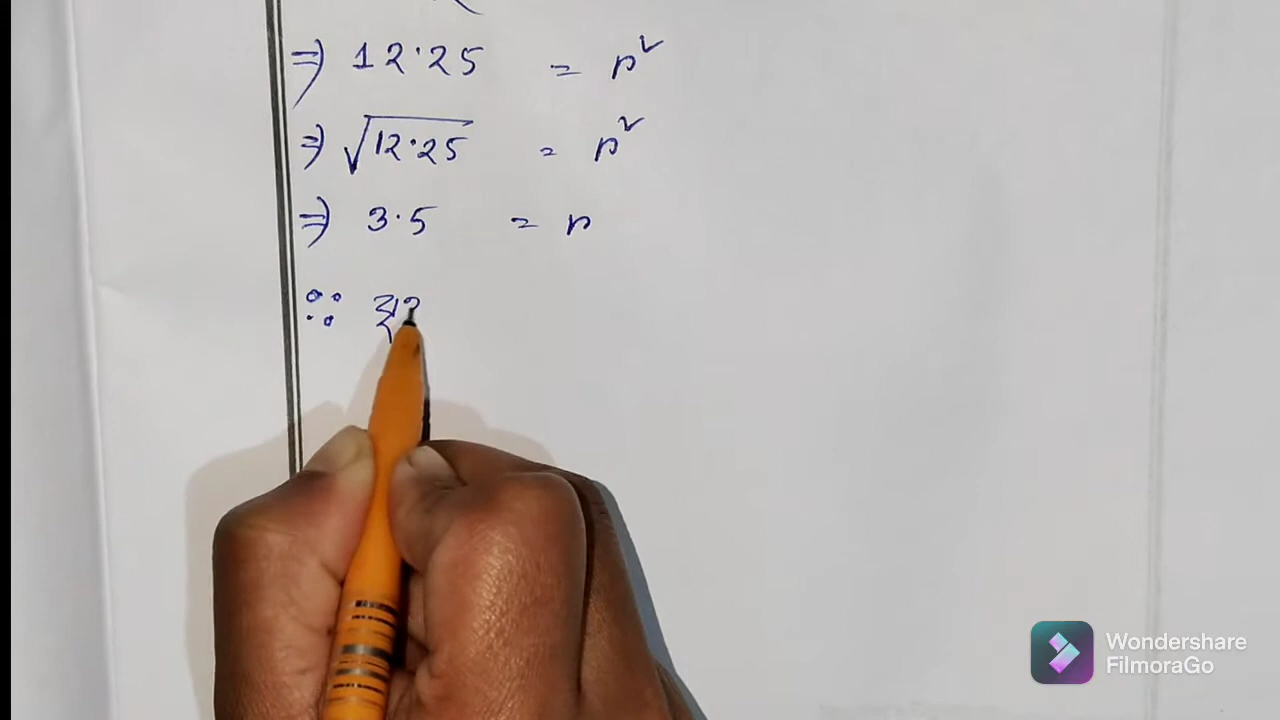 ⇒ 12·25 = r²
⇒ √12·25 = r²
⇒ 3·5 = r
Wondershare
FilmoraGo